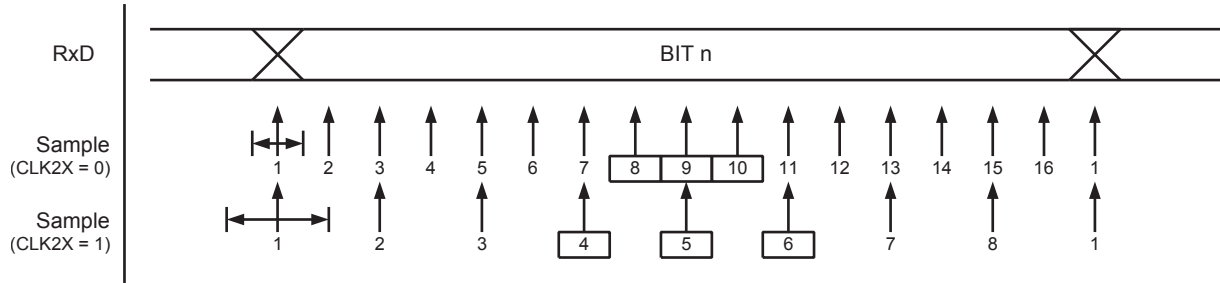 RxD BIT n
Sample
(CLK2X = 0) 1 2 3 4 5 6 7 8 9 10 11 12 13 14 15 16 1
Sample
(CLK2X = 1) 1 2 3 4 5 6 7 8 1